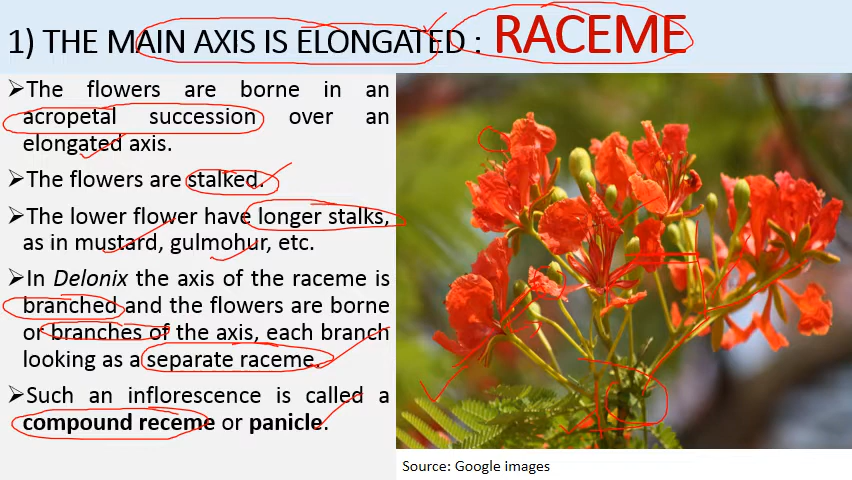 1) THE MAIN AXIS IS ELONGATED : RACEME
➢The flowers are borne in an
acropetal succession over an
elongated axis.
➢The flowers are stalked.
➢The lower flower have longer stalks,
as in mustard, gulmohur, etc.
➢In Delonix the axis of the raceme is
branched and the flowers are borne
or branches of the axis, each branch
looking as a separate raceme.
➢Such an inflorescence is called a
compound receme or panicle.
Source: Google images